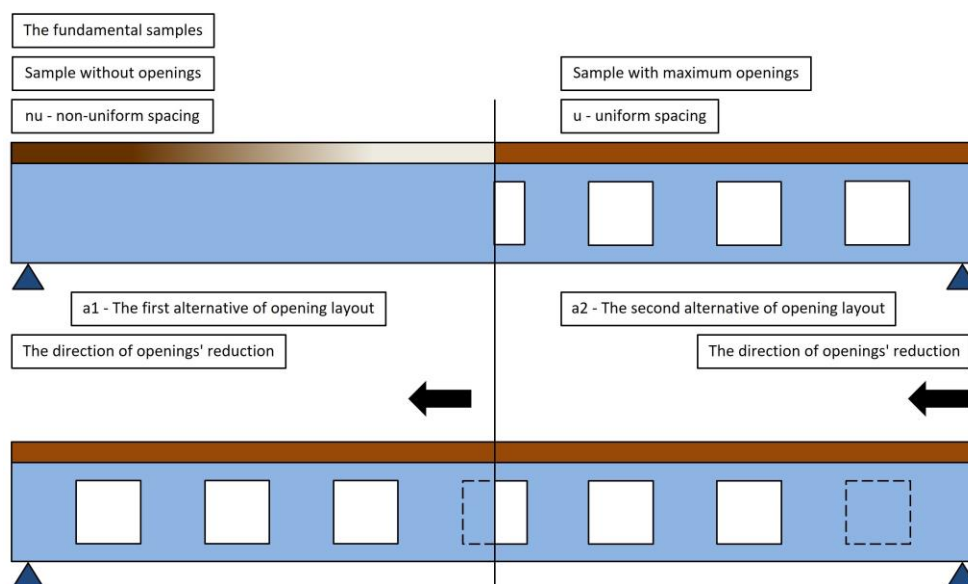 The fundamental samples
Sample without openings
Sample with maximum openings
nu - non-uniform spacing
u - uniform spacing
a1 - The first alternative of opening layout
a2 - The second alternative of opening layout
The direction of openings' reduction
The direction of openings' reduction